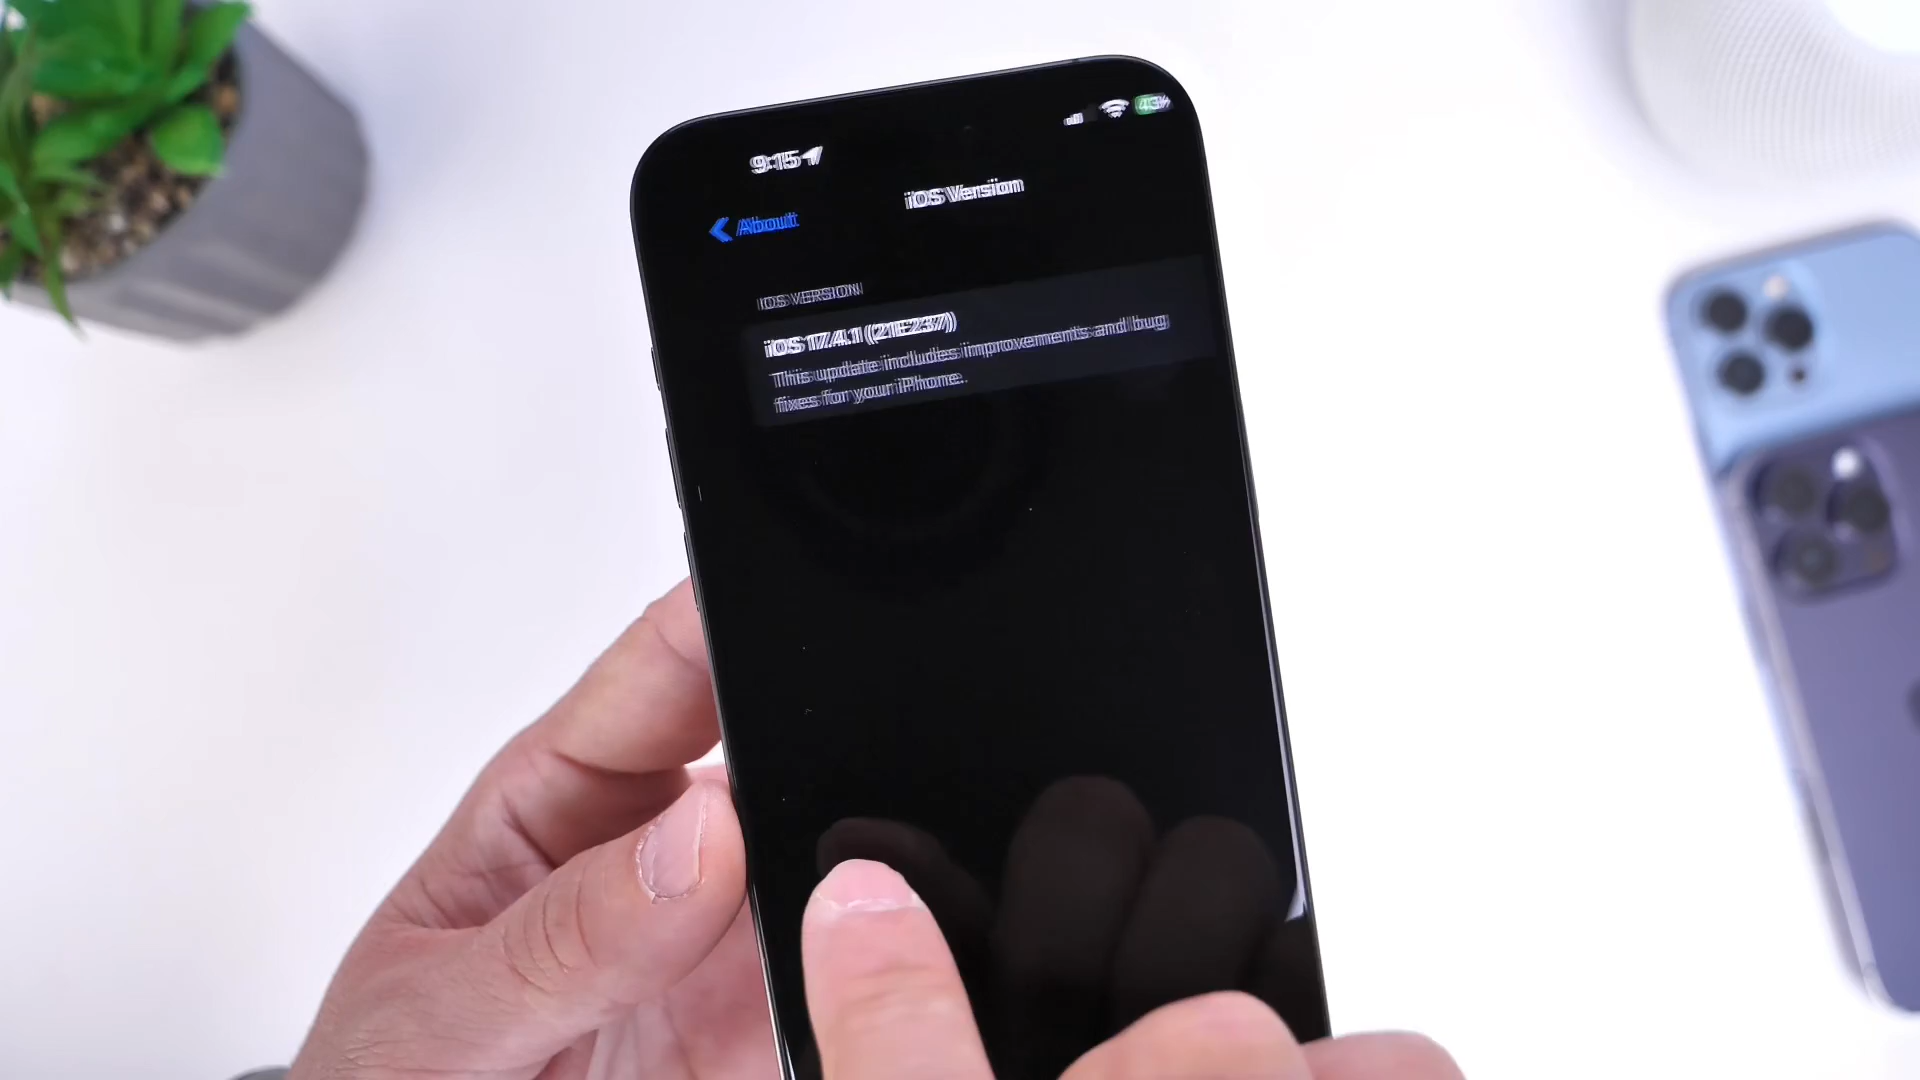 9:15
43
iOS Version
About
IOS VERSION
iOS 17.4.1 (21E237)
This update includes improvements and bug
fixes for your iPhone.